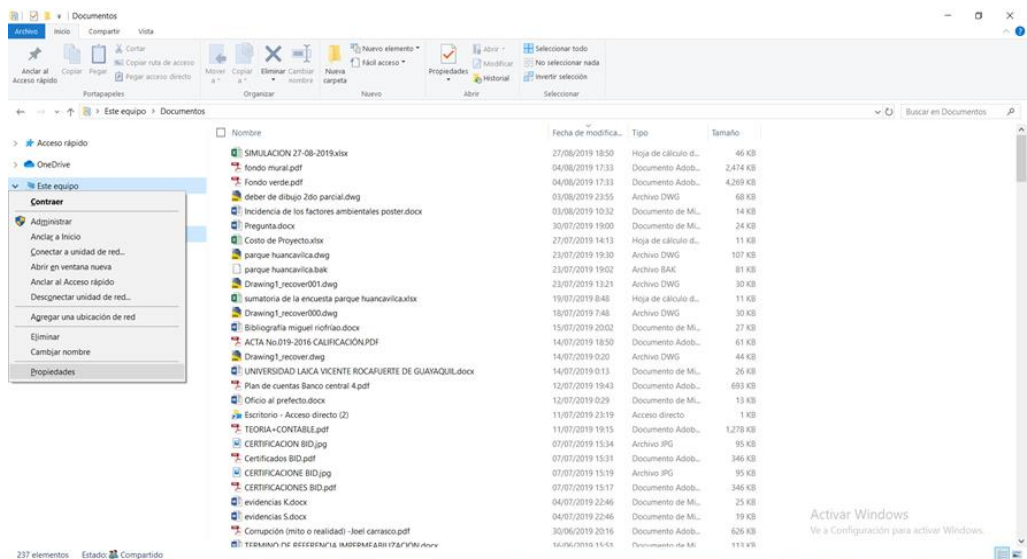 Documentos
Archivo Inicio Compartir Vista
Anclar al Acceso rápido
Copiar
Pegar
Cortar
Copiar ruta de acceso
Pegar acceso directo
Portapapeles
Mover a
Copiar a
Eliminar
Cambiar nombre
Organizar
Nueva carpeta
Nuevo elemento
Fácil acceso
Nuevo
Propiedades
Abrir
Modificar
Historial
Abrir
Seleccionar todo
No seleccionar nada
Invertir selección
Seleccionar
> Este equipo > Documentos
Buscar en Documentos
Acceso rápido
OneDrive
Este equipo
Contraer
Administrar
Anclar a Inicio
Conectar a unidad de red...
Abrir en ventana nueva
Anclar al Acceso rápido
Desconectar unidad de red...
Agregar una ubicación de red
Eliminar
Cambiar nombre
Propiedades
Nombre Fecha de modifica... Tipo Tamaño
SIMULACION 27-08-2019.xlsx 27/08/2019 18:50 Hoja de cálculo d... 46 KB
fondo mural.pdf 04/08/2019 17:33 Documento Adob... 2,474 KB
Fondo verde.pdf 04/08/2019 17:33 Documento Adob... 4,269 KB
deber de dibujo 2do parcial.dwg 03/08/2019 23:55 Archivo DWG 68 KB
Incidencia de los factores ambientales poster.docx 03/08/2019 10:32 Documento de Mi... 14 KB
Pregunta.docx 30/07/2019 19:00 Documento de Mi... 24 KB
Costo de Proyecto.xlsx 27/07/2019 14:13 Hoja de cálculo d... 11 KB
parque huancavilca.dwg 23/07/2019 19:30 Archivo DWG 107 KB
parque huancavilca.bak 23/07/2019 19:02 Archivo BAK 81 KB
Drawing1_recover001.dwg 23/07/2019 13:21 Archivo DWG 30 KB
sumatoria de la encuesta parque huancavilca.xlsx 19/07/2019 8:48 Hoja de cálculo d... 11 KB
Drawing1_recover000.dwg 18/07/2019 7:48 Archivo DWG 30 KB
Bibliografía miguel riofriao.docx 15/07/2019 20:02 Documento de Mi... 27 KB
ACTA No.019-2016 CALIFICACIÓN.PDF 14/07/2019 18:50 Documento Adob... 61 KB
Drawing1_recover.dwg 14/07/2019 0:20 Archivo DWG 44 KB
UNIVERSIDAD LAICA VICENTE ROCAFUERTE DE GUAYAQUIL.docx 14/07/2019 0:13 Documento de Mi... 26 KB
Plan de cuentas Banco central 4.pdf 12/07/2019 19:43 Documento Adob... 693 KB
Oficio al prefecto.docx 12/07/2019 0:29 Documento de Mi... 13 KB
Escritorio - Acceso directo (2) 11/07/2019 23:19 Acceso directo 1 KB
TEORIA+CONTABLE.pdf 11/07/2019 19:15 Documento Adob... 1,278 KB
CERTIFICACION BID.jpg 07/07/2019 15:34 Archivo JPG 95 KB
Certificados BID.pdf 07/07/2019 15:31 Documento Adob... 346 KB
CERTIFICACIONE BID.jpg 07/07/2019 15:19 Archivo JPG 95 KB
CERTIFICACIONES BID.pdf 07/07/2019 15:17 Documento Adob... 346 KB
evidencias K.docx 04/07/2019 22:46 Documento de Mi... 25 KB
evidencias S.docx 04/07/2019 22:46 Documento de Mi... 19 KB
Corrupción (mito o realidad) -Joel carrasco.pdf 30/06/2019 20:16 Documento Adob... 626 KB
TERMINO DE REFERENCIA IMPERMEABILIZACION.docx 16/06/2019 15:51 Documento de Mi... 113 KB
Activar Windows
Ve a Configuración para activar Windows.
237 elementos Estado: Compartido